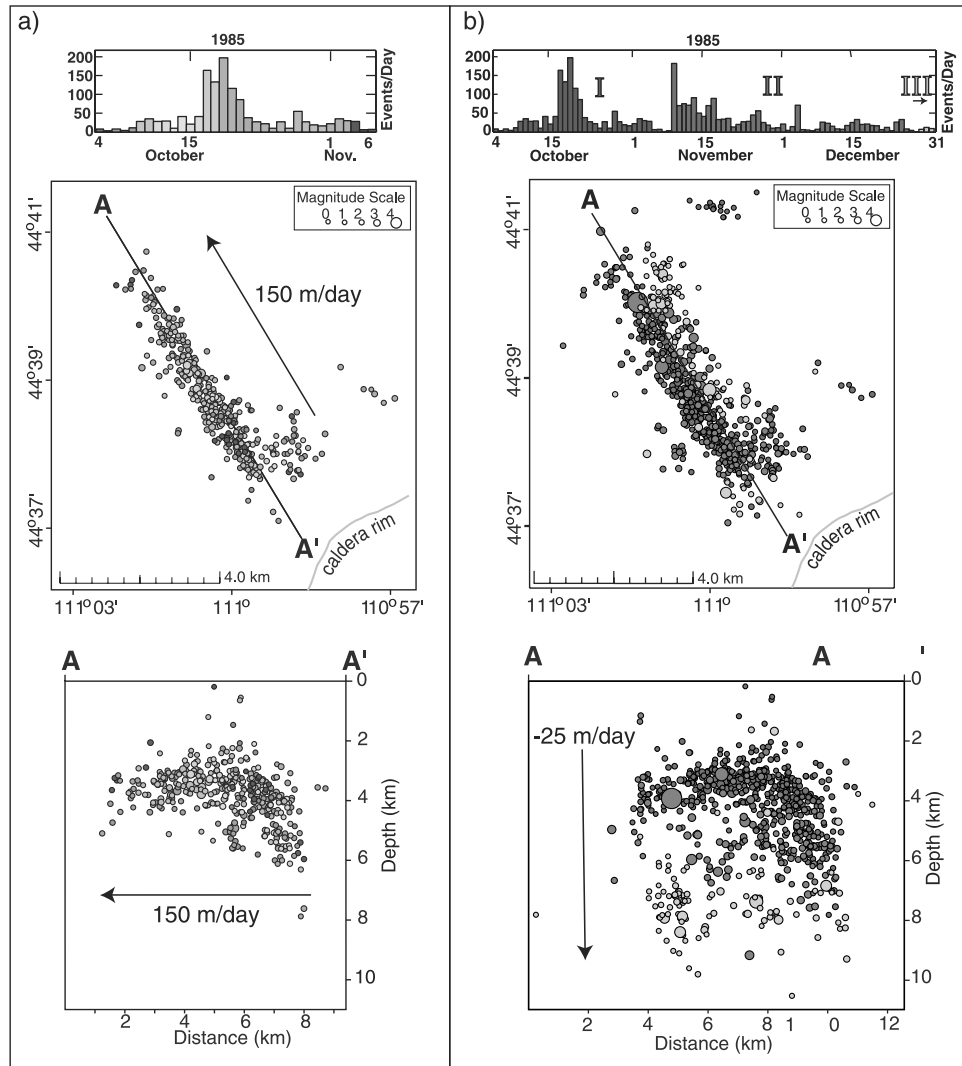 a)
1985
200
150
100
50
0
Events/Day
4 15 1 6
October Nov.
A
Magnitude Scale
0 1 2 3 4
44°41'
150 m/day
44°39'
44°37'
A'
caldera rim
4.0 km
111°03' 111° 110°57'
A A'
0
2
4
6
8
10
Depth (km)
150 m/day
2 4 6 8
Distance (km)
b)
1985
200
150
100
50
0
I II III
Events/Day
4 15 1 15 1 15 31
October November December
A
Magnitude Scale
0 1 2 3 4
44°41'
44°39'
44°37'
A'
caldera rim
4.0 km
111°03' 111° 110°57'
A A '
0
2
4
6
8
10
Depth (km)
-25 m/day
2 4 6 8 1 0 12
Distance (km)